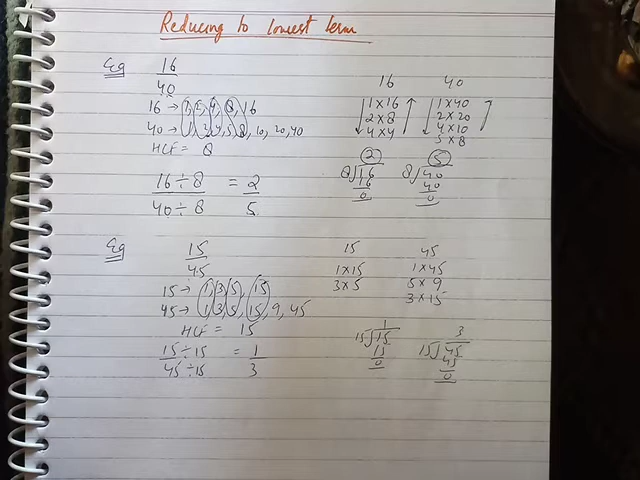 Reducing to lowest term
Eg 16/40
16 40
16 → 1, 2, 4, 8, 16
1 × 16 1 × 40
2 × 8 2 × 20
40 → 1, 2, 4, 5, 8, 10, 20, 40
4 × 4 4 × 10
5 × 8
HCF = 8
16 ÷ 8 / 40 ÷ 8 = 2/5
2 5
8√16 8√40
16 40
0 0
Eg 15/45
15 45
1 × 15 1 × 45
15 → 1, 3, 5, 15
3 × 5 5 × 9
45 → 1, 3, 5, 15, 9, 45
3 × 15
HCF = 15
15 ÷ 15 / 45 ÷ 15 = 1/3
1 3
15√15 15√45
15 45
0 0